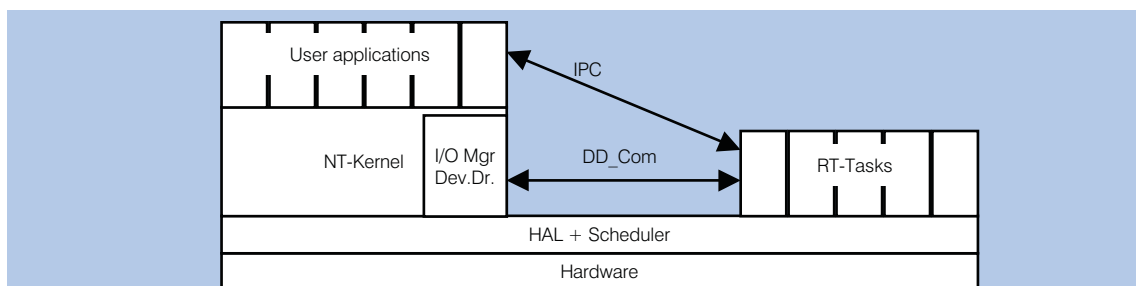 User applications
IPC
NT-Kernel
I/O Mgr
Dev.Dr.
DD_Com
RT-Tasks
HAL + Scheduler
Hardware